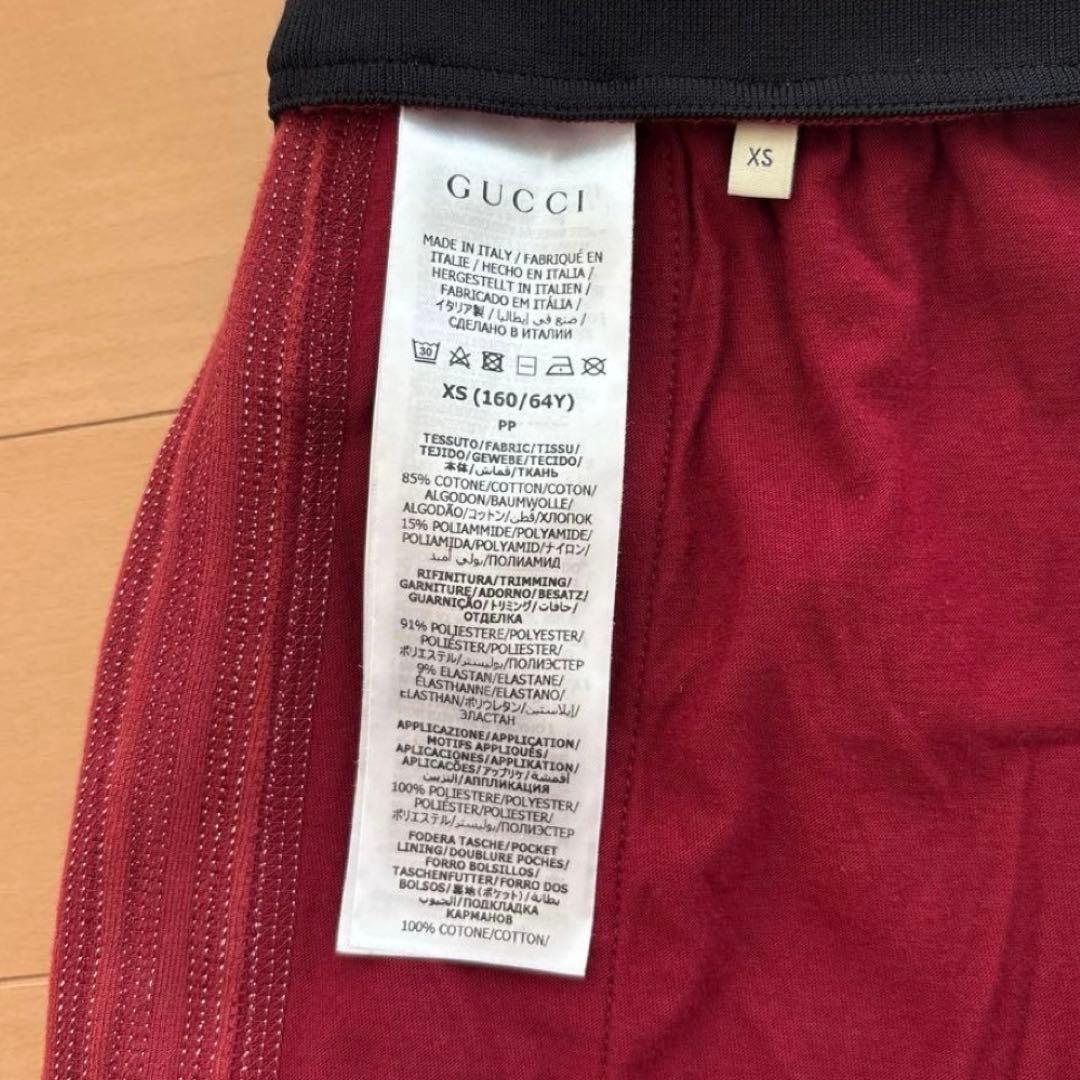 GUCCI
XS
MADE IN ITALY / FABRIQUÉ EN
ITALIE / HECHO EN ITALIA /
HERGESTELLT IN ITALIEN /
FABRICADO EM ITÁLIA /
イタリア製 / صنع في إيطاليا /
СДЕЛАНО В ИТАЛИИ
30
XS (160/64Y)
PP
TESSUTO/FABRIC/TISSU/
TEJIDO/GEWEBE/TECIDO/
本体/قماش/ТКАНЬ
85% COTONE/COTTON/COTON/
ALGODON/BAUMWOLLE/
ALGODÃO/コットン/قطن/ХЛОПОК
15% POLIAMMIDE/POLYAMIDE/
POLIAMIDA/POLYAMID/ナイロン/
بولي أميد/ПОЛИАМИД
RIFINITURA/TRIMMING/
GARNITURE/ADORNO/BESATZ/
GUARNIÇÃO/トリミング/حافات/
ОТДЕЛКА
91% POLIESTERE/POLYESTER/
POLIÉSTER/POLIESTER/
ポリエステル/بوليستر/ПОЛИЭСТЕР
9% ELASTAN/ELASTANE/
ÉLASTHANNE/ELASTANO/
ELASTHAN/ポリウレタン/إيلاستين/
ЭЛАСТАН
APPLICAZIONE/APPLICATION/
MOTIFS APPLIQUÉS/
APLICACIONES/APPLIKATION/
APLICAÇÕES/アップリケ/أقمشة
التزيين/АППЛИКАЦИЯ
100% POLIESTERE/POLYESTER/
POLIÉSTER/POLIESTER/
ポリエステル/بوليستر/ПОЛИЭСТЕР
FODERA TASCHE/POCKET
LINING/DOUBLURE POCHES/
FORRO BOLSILLOS/
TASCHENFUTTER/FORRO DOS
BOLSOS/裏地(ポケット)/بطانة
الجيوب/ПОДКЛАДКА
КАРМАНОВ
100% COTONE/COTTON/